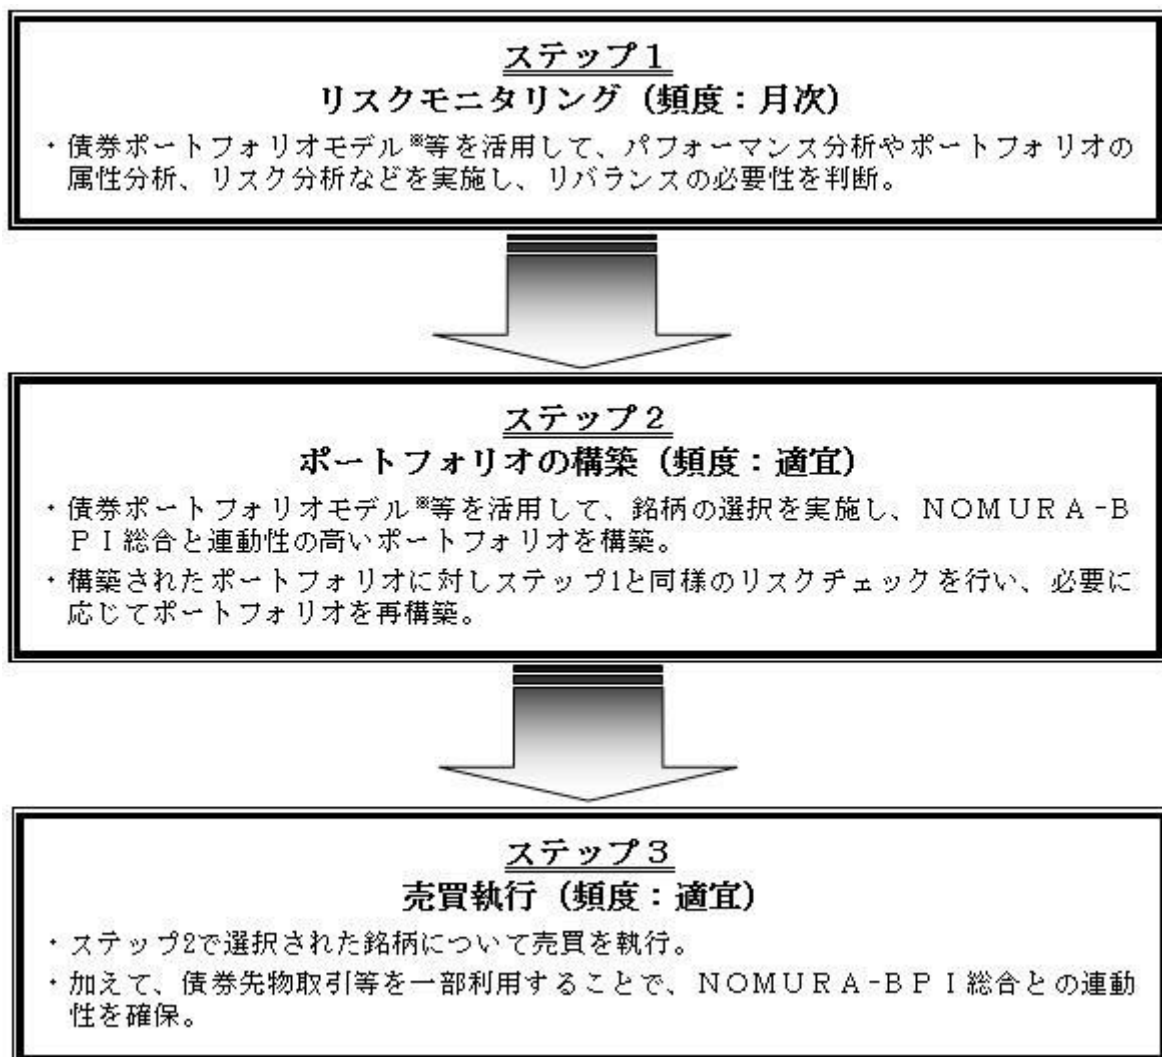 ステップ１
リスクモニタリング（頻度：月次）
・債券ポートフォリオモデル※等を活用して、パフォーマンス分析やポートフォリオの
属性分析、リスク分析などを実施し、リバランスの必要性を判断。
ステップ２
ポートフォリオの構築（頻度：適宜）
・債券ポートフォリオモデル※等を活用して、銘柄の選択を実施し、ＮＯＭＵＲＡ-Ｂ
ＰＩ総合と連動性の高いポートフォリオを構築。
・構築されたポートフォリオに対しステップ1と同様のリスクチェックを行い、必要に
応じてポートフォリオを再構築。
ステップ３
売買執行（頻度：適宜）
・ステップ2で選択された銘柄について売買を執行。
・加えて、債券先物取引等を一部利用することで、ＮＯＭＵＲＡ-ＢＰＩ総合との連動
性を確保。